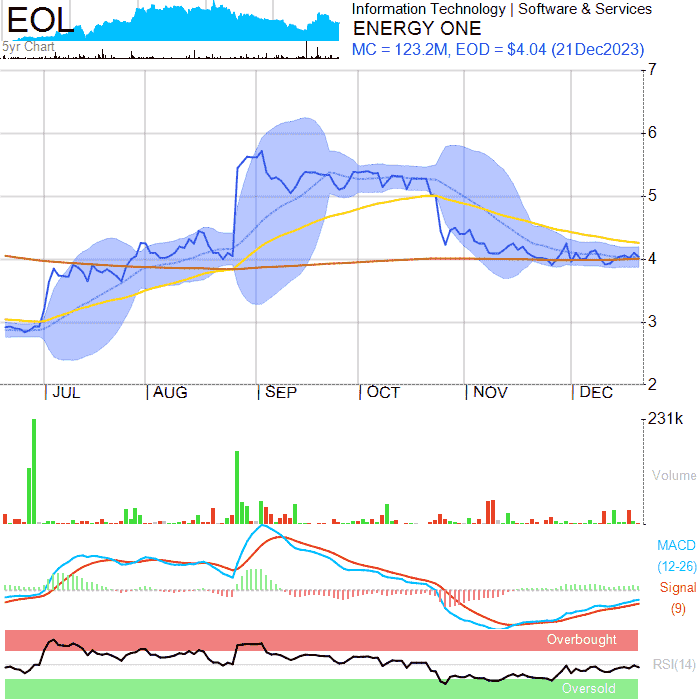 EOL
5yr Chart
Information Technology | Software & Services
ENERGY ONE
MC = 123.2M, EOD = $4.04 (21Dec2023)
7
6
5
4
3
2
JUL AUG SEP OCT NOV DEC
231k
Volume
MACD
(12-26)
Signal
(9)
Overbought
RSI(14)
Oversold